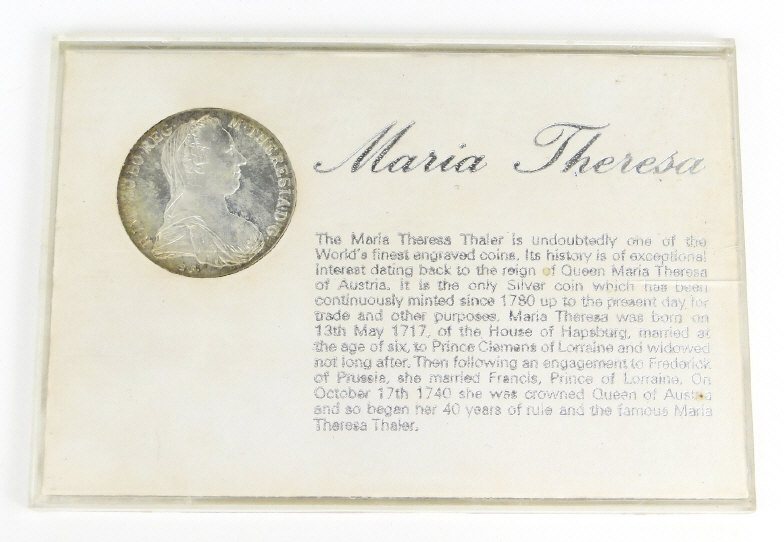 BO REG. M. THERESIA. D. G.
Maria Theresa
The Maria Theresa Thaler is undoubtedly one of the
World's finest engraved coins. Its history is of exceptional
interest dating back to the reign of Queen Maria Theresa
of Austria. It is the only Silver coin which has been
continuously minted since 1780 up to the present day for
trade and other purposes. Maria Theresa was born on
13th May 1717, of the House of Hapsburg, married at
the age of six, to Prince Clemens of Lorraine and widowed
not long after. Then following an engagement to Frederick
of Prussia, she married Francis, Prince of Lorraine. On
October 17th 1740 she was crowned Queen of Austria
and so began her 40 years of rule and the famous Maria
Theresa Thaler.